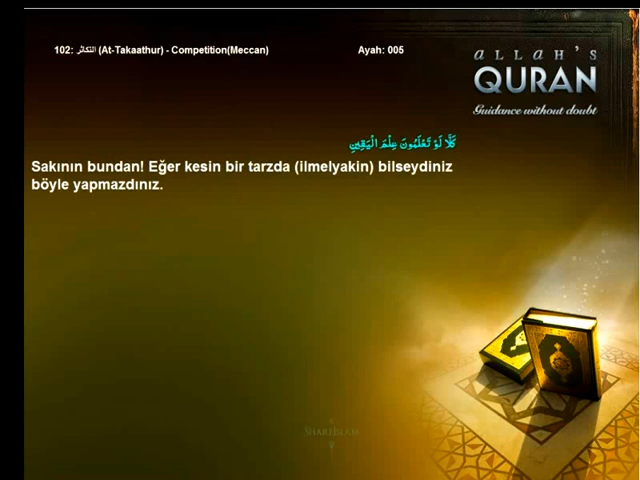 102: التكاثر (At-Takaathur) - Competition(Meccan) Ayah: 005
ALLAH'S
QURAN
Guidance without doubt
كَلَّا لَوْ تَعْلَمُونَ عِلْمَ الْيَقِينِ
Sakının bundan! Eğer kesin bir tarzda (ilmelyakin) bilseydiniz
böyle yapmazdınız.
SHARIISLAM